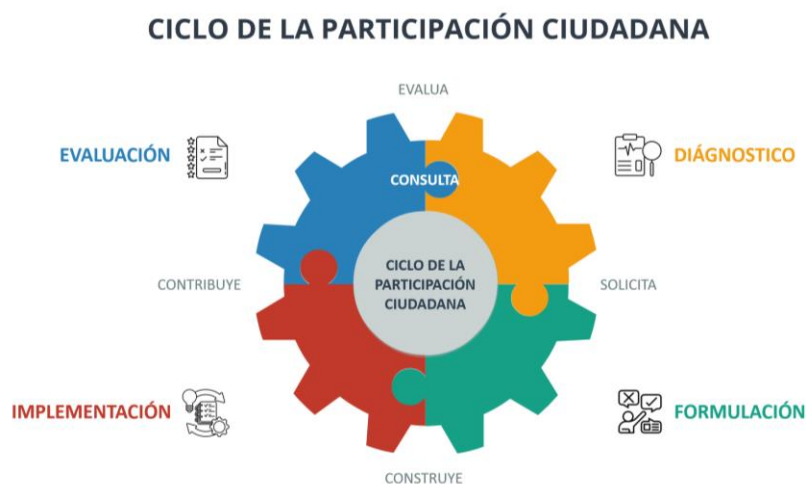 CICLO DE LA PARTICIPACIÓN CIUDADANA
EVALUA
EVALUACIÓN
DIÁGNOSTICO
CONSULTA
CICLO DE LA
PARTICIPACIÓN
CIUDADANA
CONTRIBUYE
SOLICITA
IMPLEMENTACIÓN
FORMULACIÓN
CONSTRUYE